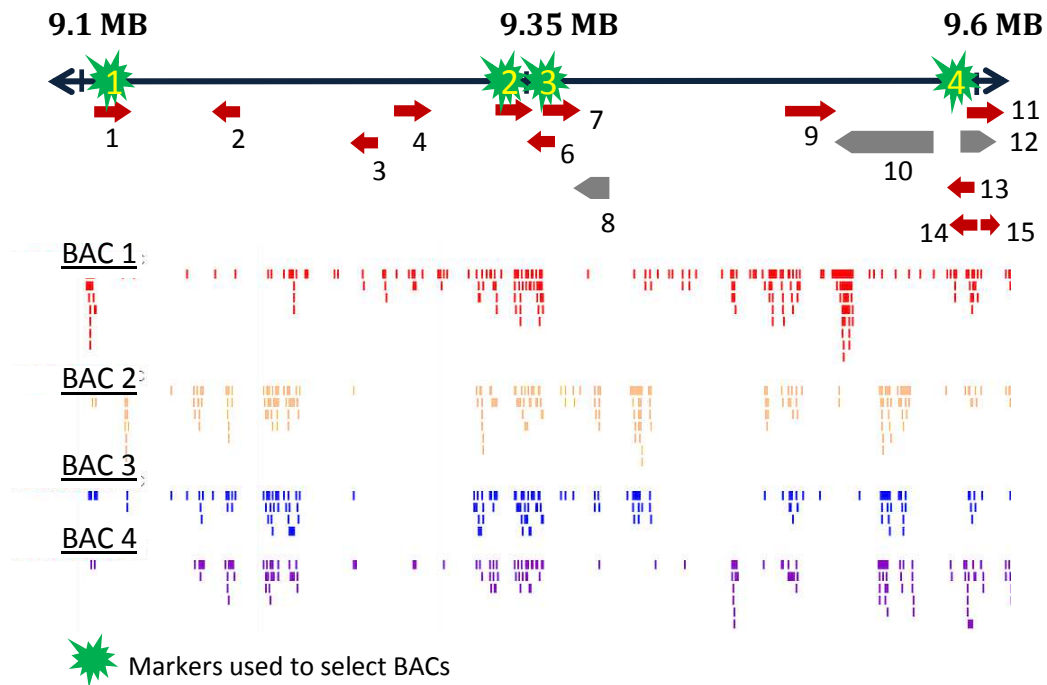 9.1 MB 9.35 MB 9.6 MB
1 2 3 4
1 2 3 4 6 7 8 9 10 11 12 13 14 15
BAC 1
BAC 2
BAC 3
BAC 4
Markers used to select BACs